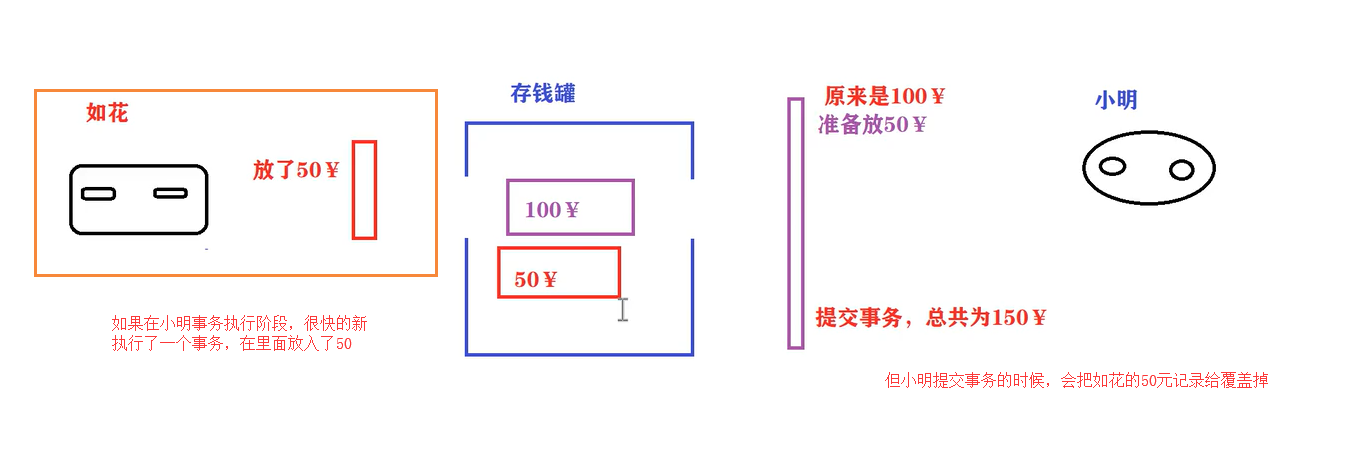 如花
放了50￥
如果在小明事务执行阶段，很快的新
执行了一个事务，在里面放入了50
存钱罐
100￥
50￥
原来是100￥
准备放50￥
提交事务，总共为150￥
小明
但小明提交事务的时候，会把如花的50元记录给覆盖掉